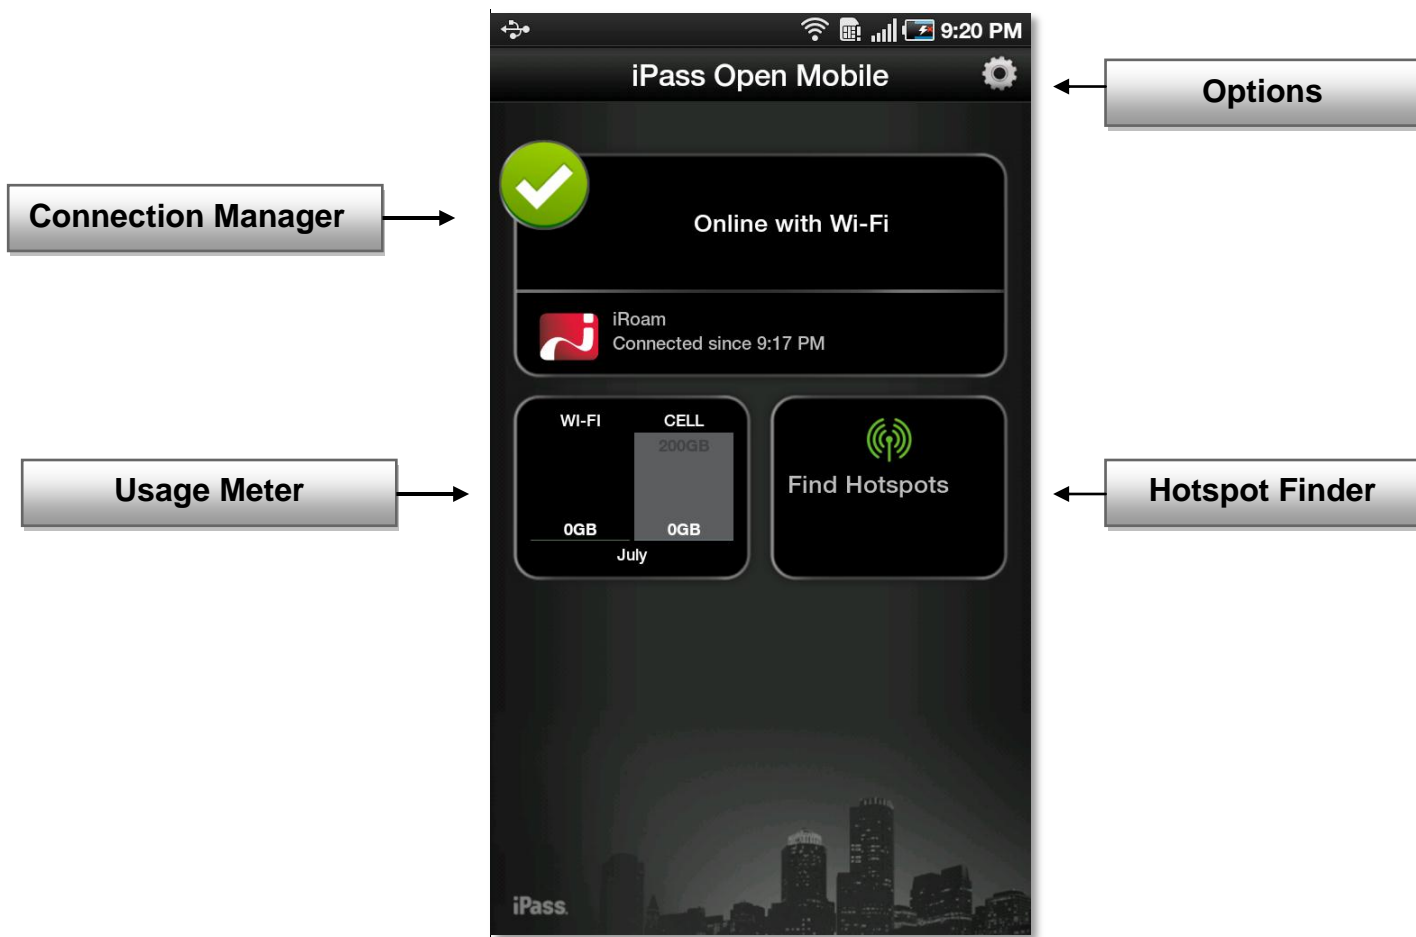 9:20 PM
iPass Open Mobile
Options
Connection Manager
Online with Wi-Fi
iRoam
Connected since 9:17 PM
WI-FI CELL
200GB
Find Hotspots
Usage Meter
Hotspot Finder
0GB 0GB
July
iPass